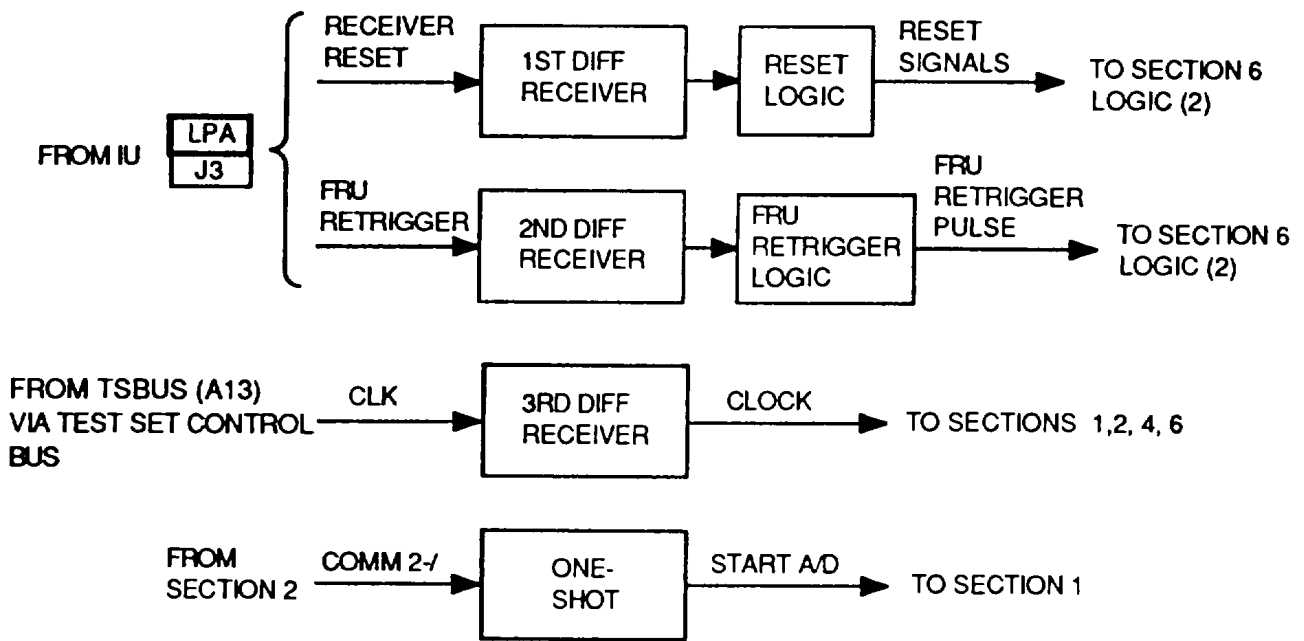 RECEIVER
RESET
1ST DIFF
RECEIVER
RESET
LOGIC
RESET
SIGNALS
TO SECTION 6
LOGIC (2)
FROM IU
LPA
J3
FRU
RETRIGGER
2ND DIFF
RECEIVER
FRU
RETRIGGER
LOGIC
FRU
RETRIGGER
PULSE
TO SECTION 6
LOGIC (2)
FROM TSBUS (A13)
VIA TEST SET CONTROL
BUS
CLK
3RD DIFF
RECEIVER
CLOCK
TO SECTIONS 1,2, 4, 6
FROM
SECTION 2
COMM 2-/
ONE-
SHOT
START A/D
TO SECTION 1